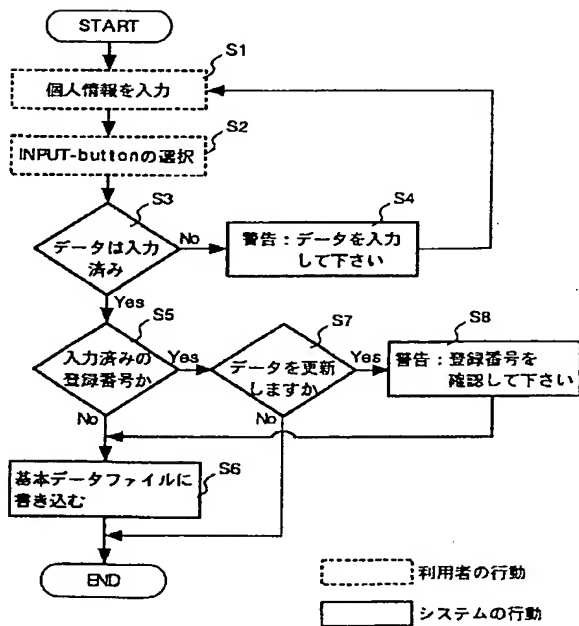 START
S1
個人情報を入力
S2
INPUT-buttonの選択
S3
データは入力
済み
No
S4
警告：データを入力
して下さい
Yes
S5
入力済みの
登録番号か
Yes
S7
データを更新
しますか
Yes
S8
警告：登録番号を
確認して下さい
No
No
S6
基本データファイルに
書き込む
END
利用者の行動
システムの行動